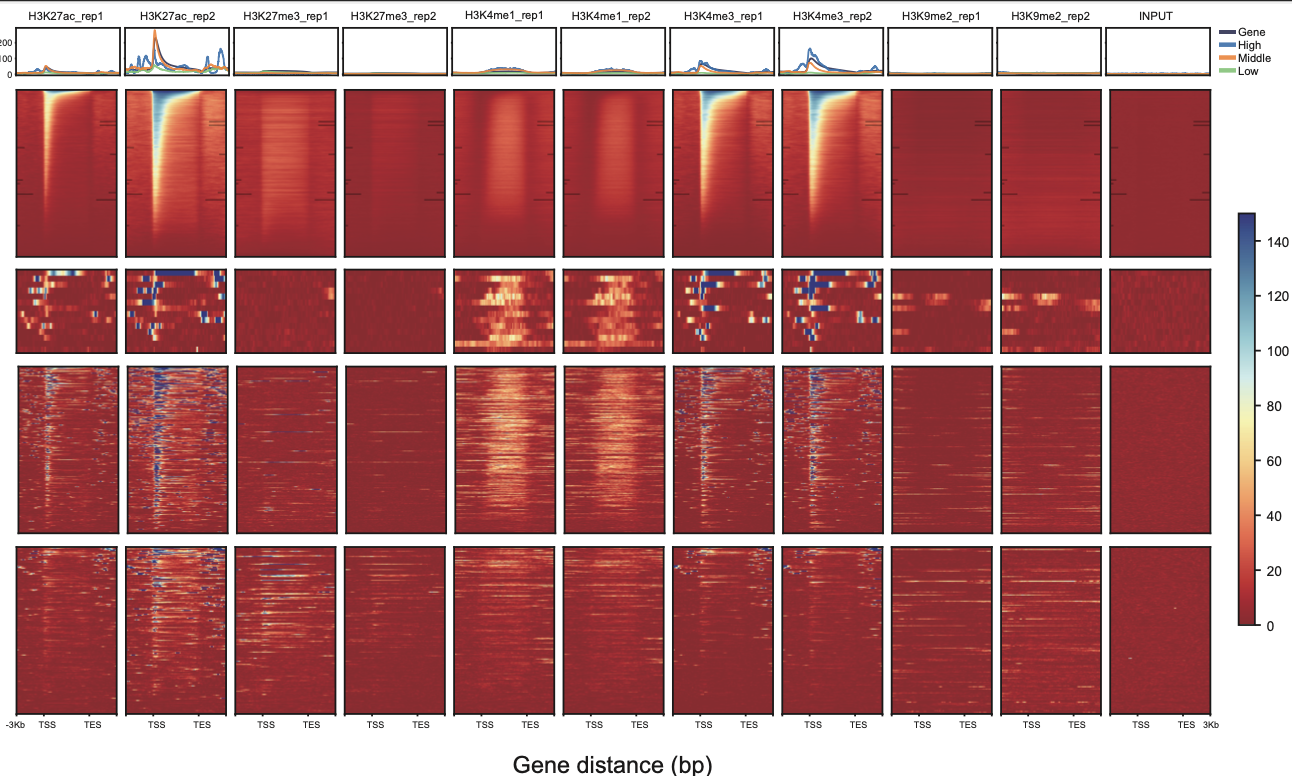 H3K27ac_rep1 H3K27ac_rep2 H3K27me3_rep1 H3K27me3_rep2 H3K4me1_rep1 H3K4me1_rep2 H3K4me3_rep1 H3K4me3_rep2 H3K9me2_rep1 H3K9me2_rep2 INPUT
200
100
0
Gene
High
Middle
Low
140
120
100
80
60
40
20
0
-3Kb TSS TES TSS TES TSS TES TSS TES TSS TES TSS TES TSS TES TSS TES TSS TES TSS TES TSS TES 3Kb
Gene distance (bp)